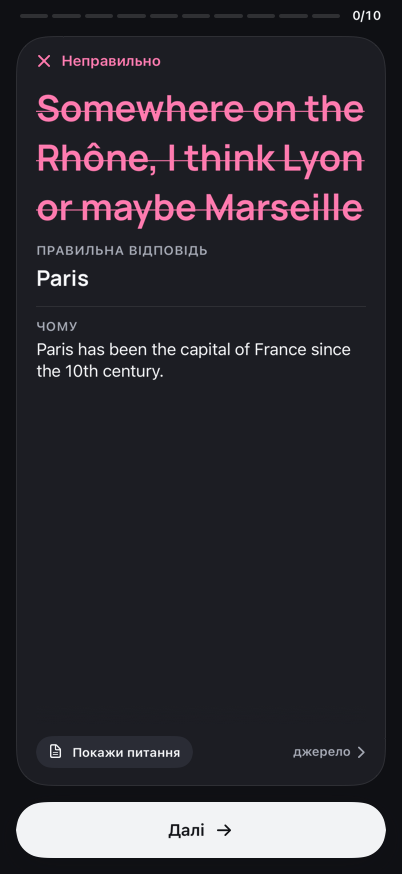 0/10
Неправильно
Somewhere on the
Rhône, I think Lyon
or maybe Marseille
ПРАВИЛЬНА ВІДПОВІДЬ
Paris
ЧОМУ
Paris has been the capital of France since
the 10th century.
Покажи питання
джерело
Далі